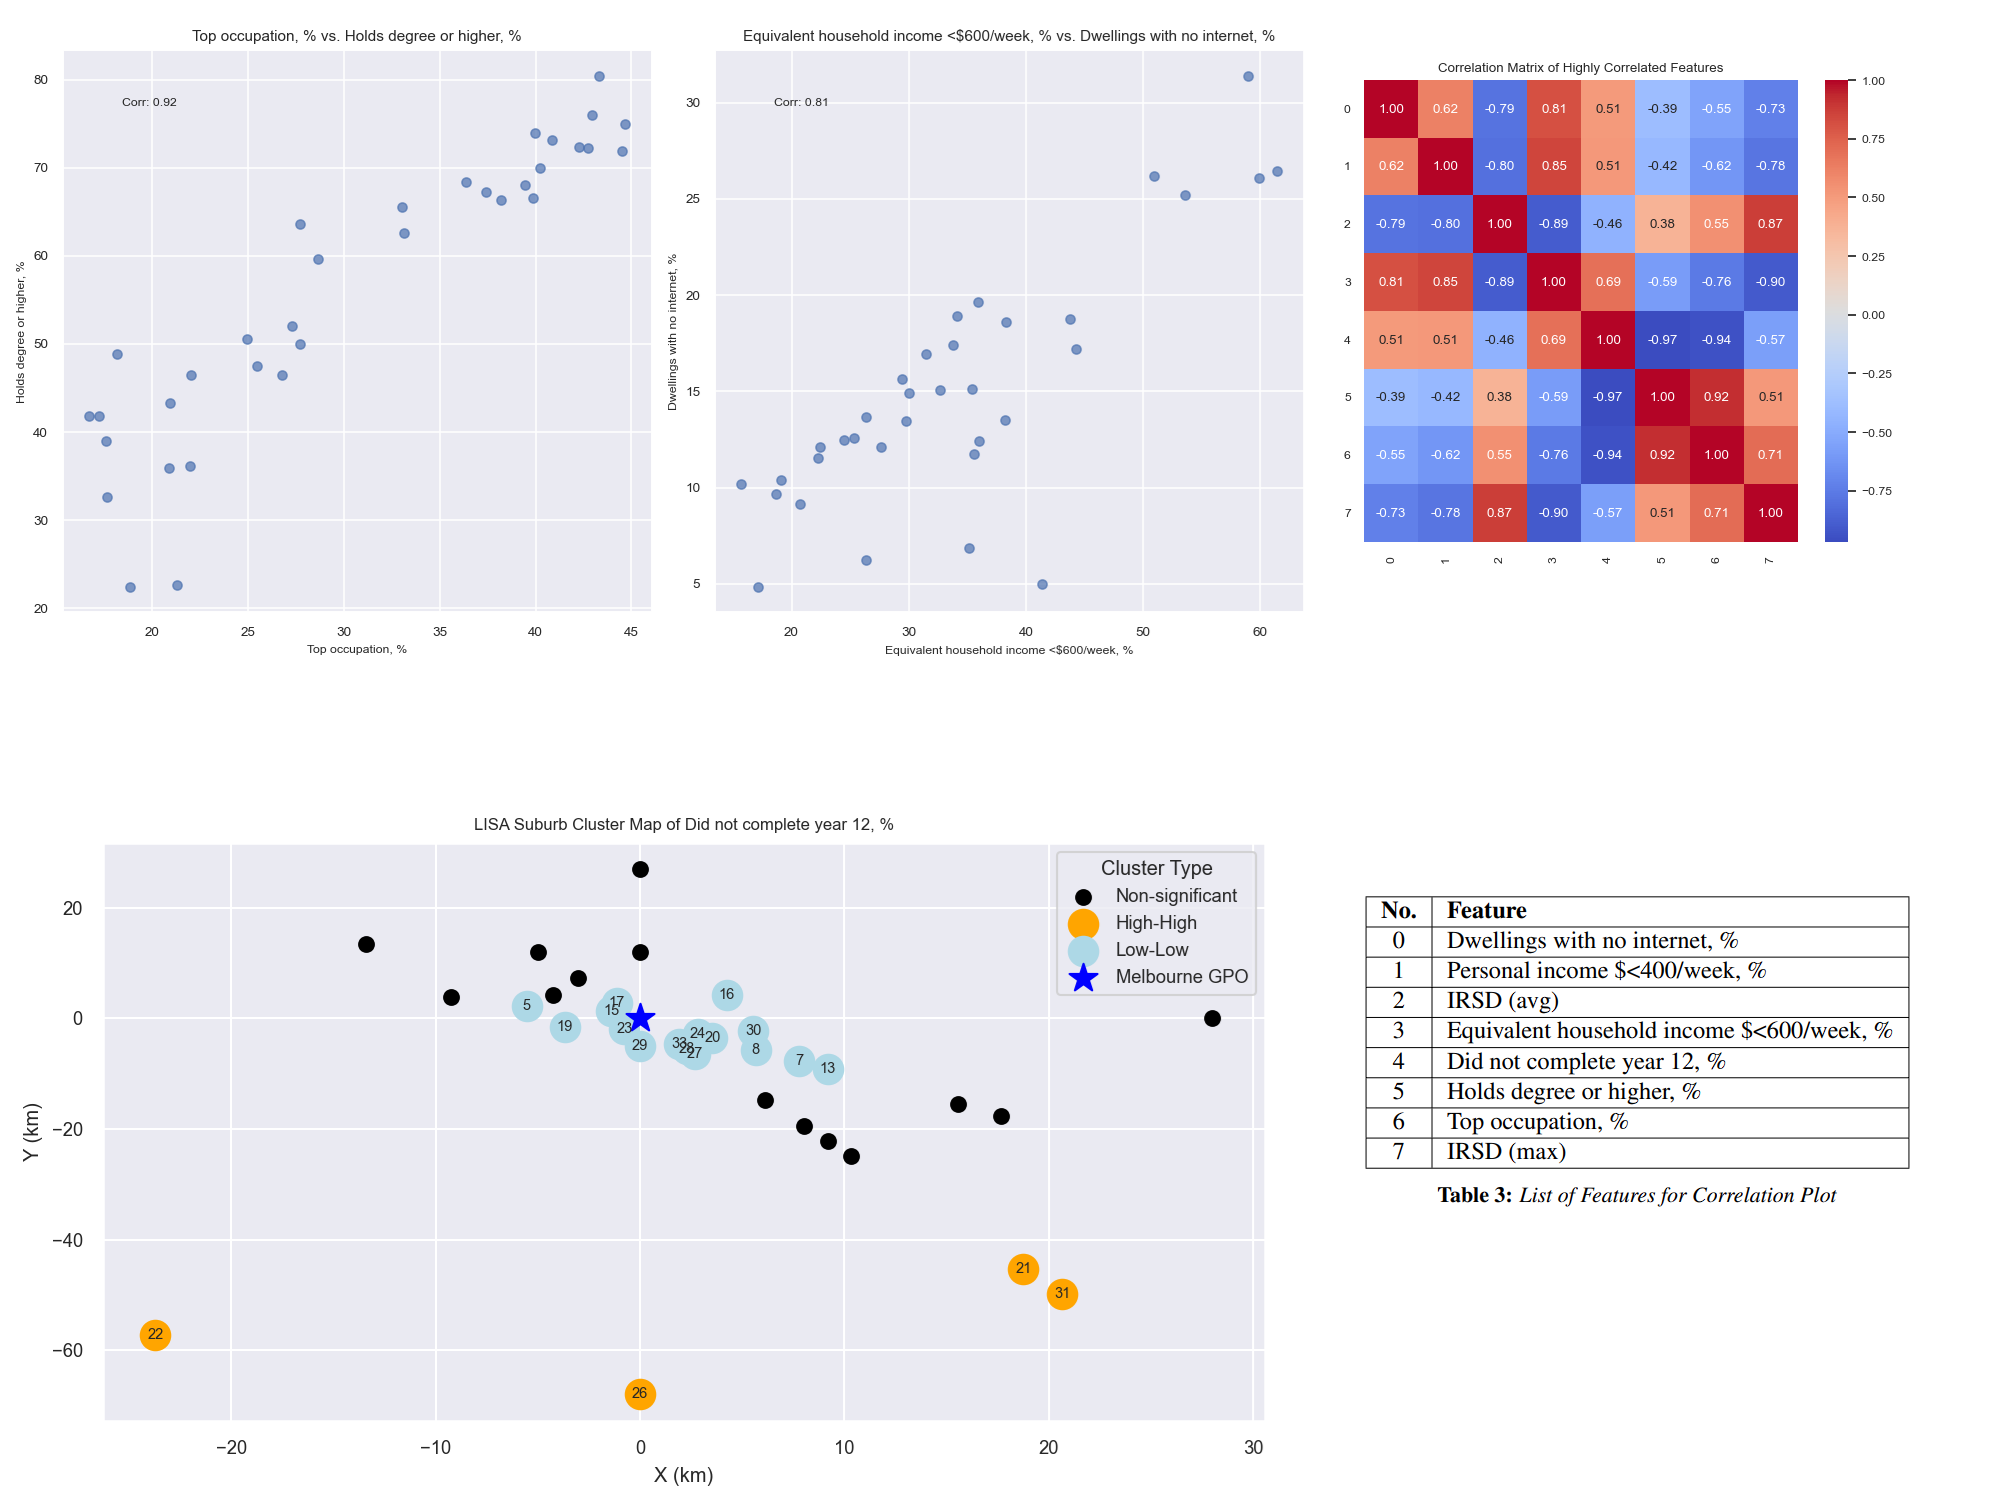 Top occupation, % vs. Holds degree or higher, %
Corr: 0.92
Holds degree or higher, %
80
70
60
50
40
30
20
20 25 30 35 40 45
Top occupation, %
Equivalent household income <$600/week, % vs. Dwellings with no internet, %
Corr: 0.81
Dwellings with no internet, %
30
25
20
15
10
5
20 30 40 50 60
Equivalent household income <$600/week, %
Correlation Matrix of Highly Correlated Features
0 1.00 0.62 -0.79 0.81 0.51 -0.39 -0.55 -0.73
1 0.62 1.00 -0.80 0.85 0.51 -0.42 -0.62 -0.78
2 -0.79 -0.80 1.00 -0.89 -0.46 0.38 0.55 0.87
3 0.81 0.85 -0.89 1.00 0.69 -0.59 -0.76 -0.90
4 0.51 0.51 -0.46 0.69 1.00 -0.97 -0.94 -0.57
5 -0.39 -0.42 0.38 -0.59 -0.97 1.00 0.92 0.51
6 -0.55 -0.62 0.55 -0.76 -0.94 0.92 1.00 0.71
7 -0.73 -0.78 0.87 -0.90 -0.57 0.51 0.71 1.00
0 1 2 3 4 5 6 7
1.00
0.75
0.50
0.25
0.00
−0.25
−0.50
−0.75
LISA Suburb Cluster Map of Did not complete year 12, %
Cluster Type
Non-significant
High-High
Low-Low
Melbourne GPO
Y (km)
20
0
−20
−40
−60
5
19
17
15
23
29
16
24
20
33
28
27
30
8
7
13
21
31
22
26
−20 −10 0 10 20 30
X (km)
No. Feature
0 Dwellings with no internet, %
1 Personal income $<400/week, %
2 IRSD (avg)
3 Equivalent household income $<600/week, %
4 Did not complete year 12, %
5 Holds degree or higher, %
6 Top occupation, %
7 IRSD (max)
Table 3: List of Features for Correlation Plot